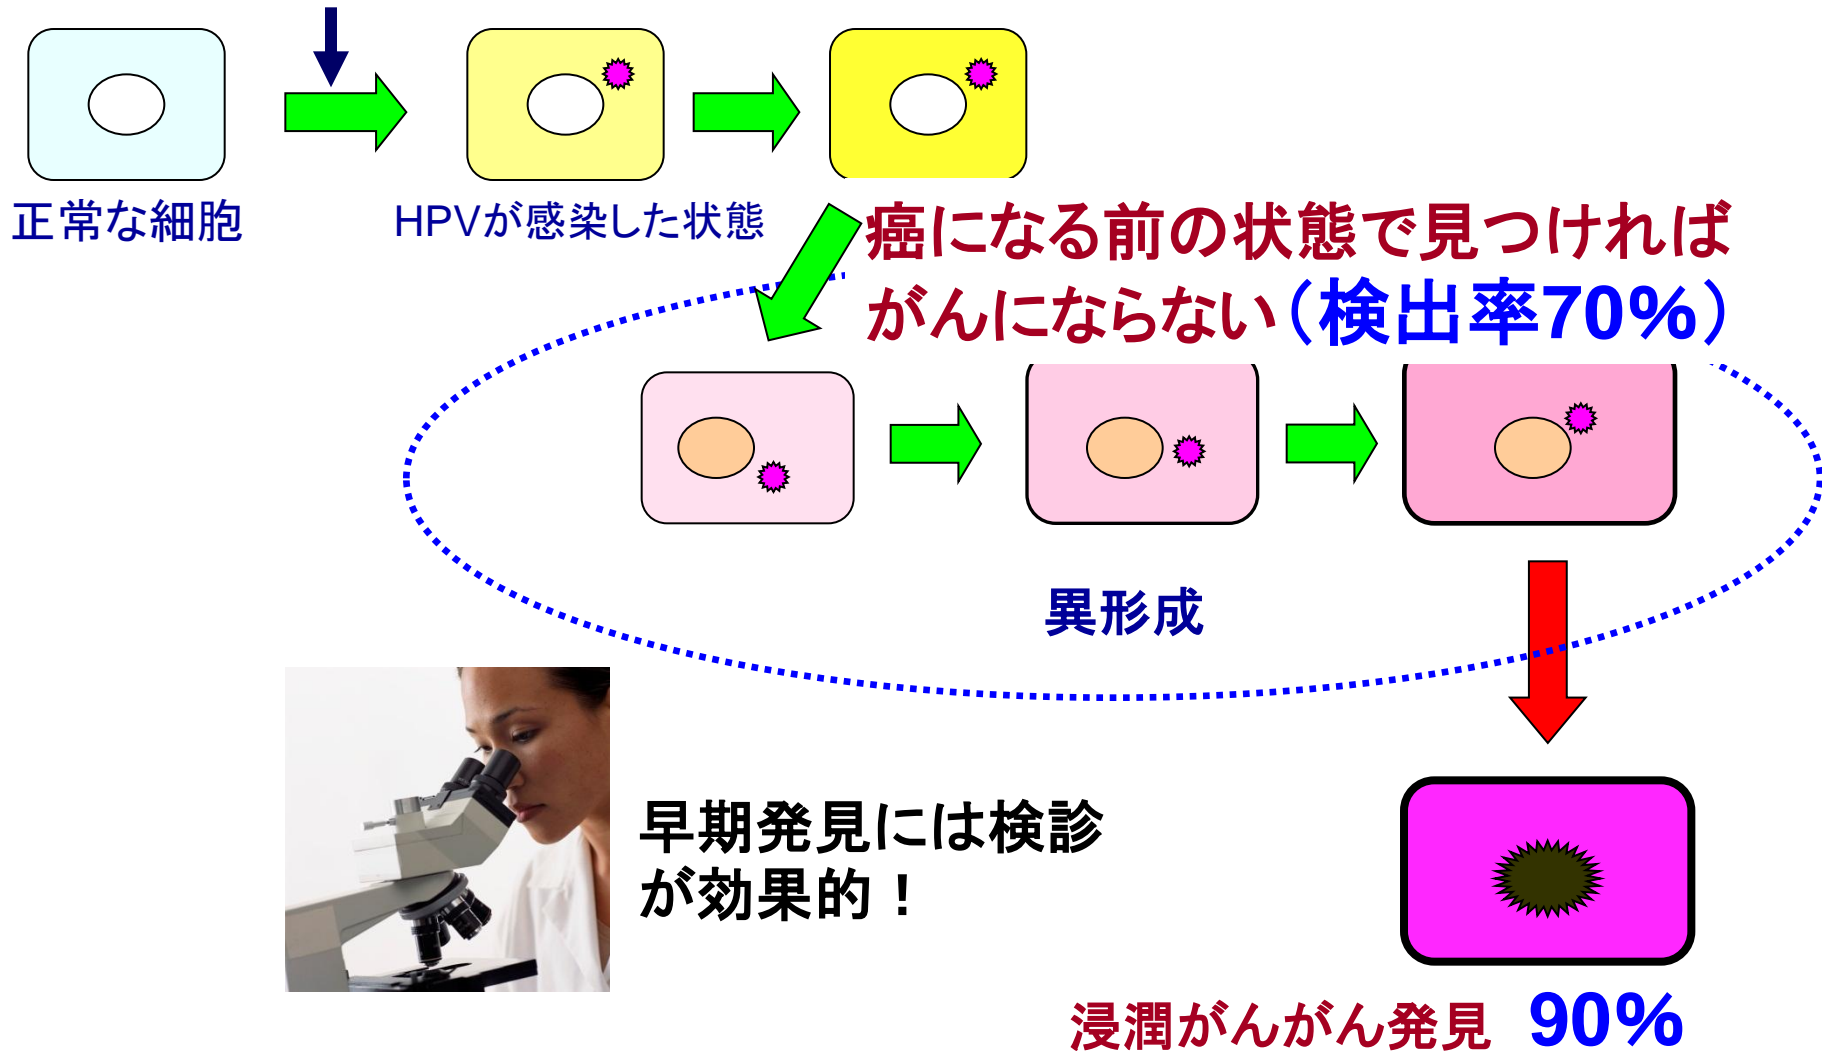 正常な細胞
HPVが感染した状態
癌になる前の状態で見つければ
がんにならない（検出率70%）
異形成
早期発見には検診
が効果的！
浸潤がんがん発見 90%